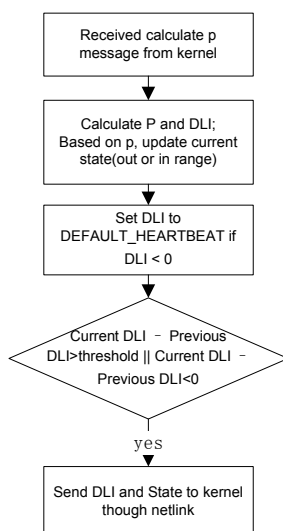 Received calculate p
message from kernel
Calculate P and DLI;
Based on p, update current
state(out or in range)
Set DLI to
DEFAULT_HEARTBEAT if
DLI < 0
Current DLI – Previous
DLI>threshold || Current DLI –
Previous DLI<0
yes
Send DLI and State to kernel
though netlink